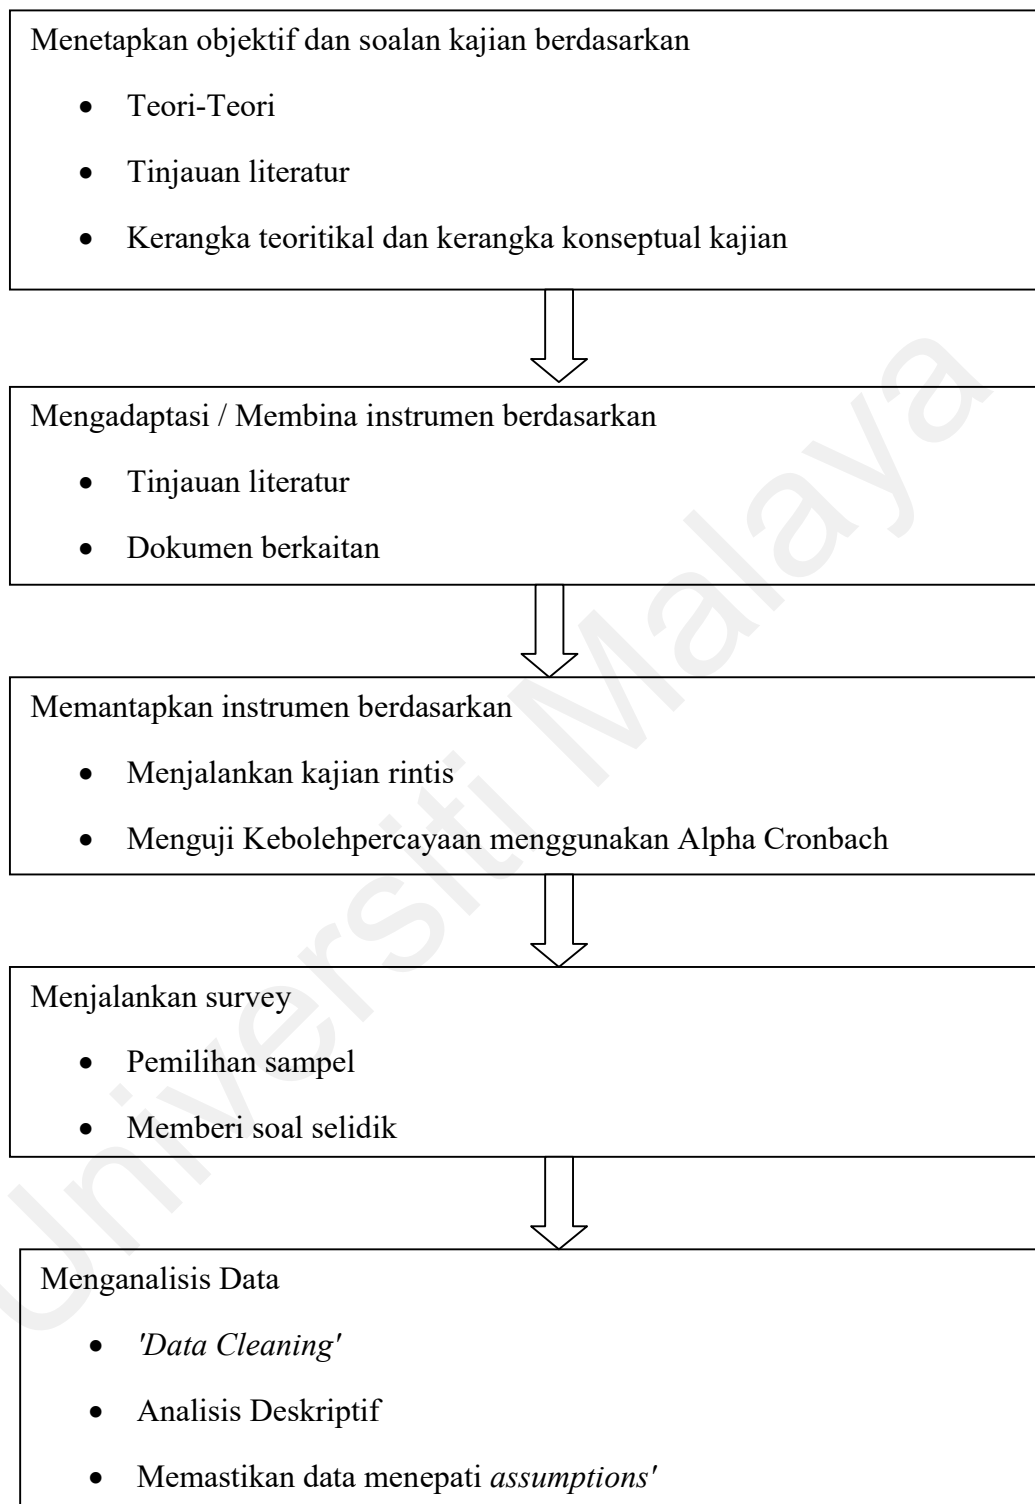 Menetapkan objektif dan soalan kajian berdasarkan
• Teori-Teori
• Tinjauan literatur
• Kerangka teoritikal dan kerangka konseptual kajian
Mengadaptasi / Membina instrumen berdasarkan
• Tinjauan literatur
• Dokumen berkaitan
Memantapkan instrumen berdasarkan
• Menjalankan kajian rintis
• Menguji Kebolehpercayaan menggunakan Alpha Cronbach
Menjalankan survey
• Pemilihan sampel
• Memberi soal selidik
Menganalisis Data
• 'Data Cleaning'
• Analisis Deskriptif
• Memastikan data menepati assumptions'
Universiti Malaya